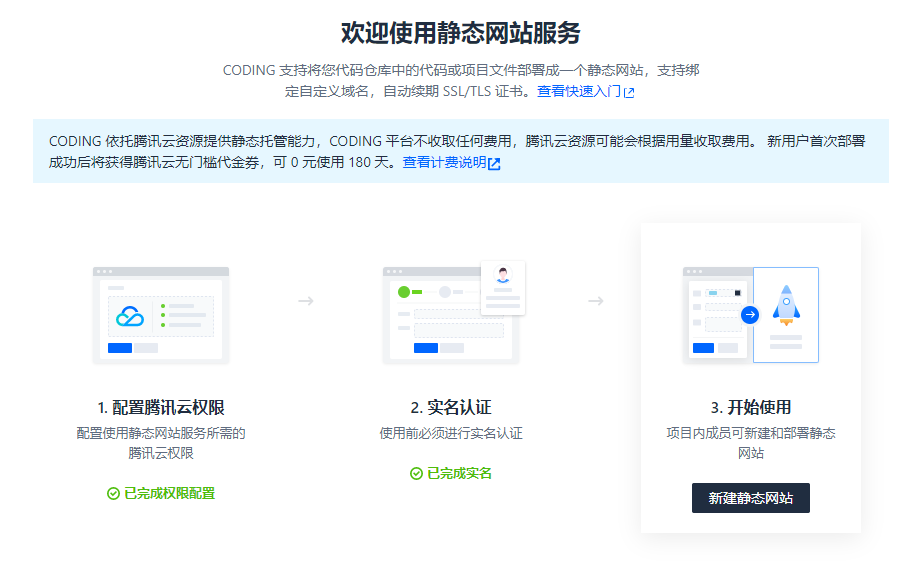 欢迎使用静态网站服务
CODING 支持将您代码仓库中的代码或项目文件部署成一个静态网站，支持绑
定自定义域名，自动续期 SSL/TLS 证书。查看快速入门
CODING 依托腾讯云资源提供静态托管能力，CODING 平台不收取任何费用，腾讯云资源可能会根据用量收取费用。 新用户首次部署
成功后将获得腾讯云无门槛代金券，可 0 元使用 180 天。查看计费说明
1. 配置腾讯云权限
配置使用静态网站服务所需的
腾讯云权限
已完成权限配置
2. 实名认证
使用前必须进行实名认证
已完成实名
3. 开始使用
项目内成员可新建和部署静态
网站
新建静态网站